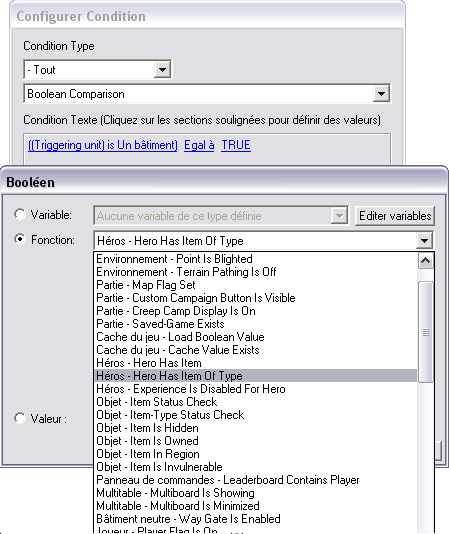 Configurer Condition
Condition Type
- Tout
Boolean Comparison
Condition Texte (Cliquez sur les sections soulignées pour définir des valeurs)
((Triggering unit) is Un bâtiment) Egal à TRUE
Booléen
Variable: Aucune variable de ce type définie Editer variables
Fonction: Héros - Hero Has Item Of Type
Environnement - Point Is Blighted
Environnement - Terrain Pathing Is Off
Partie - Map Flag Set
Partie - Custom Campaign Button Is Visible
Partie - Creep Camp Display Is On
Partie - Saved-Game Exists
Cache du jeu - Load Boolean Value
Cache du jeu - Cache Value Exists
Héros - Hero Has Item
Héros - Hero Has Item Of Type
Héros - Experience Is Disabled For Hero
Objet - Item Status Check
Valeur : Objet - Item-Type Status Check
Objet - Item Is Hidden
Objet - Item Is Owned
Objet - Item In Region
Objet - Item Is Invulnerable
Panneau de commandes - Leaderboard Contains Player
Multitable - Multiboard Is Showing
Multitable - Multiboard Is Minimized
Bâtiment neutre - Way Gate Is Enabled
Joueur - Player Flag Is On